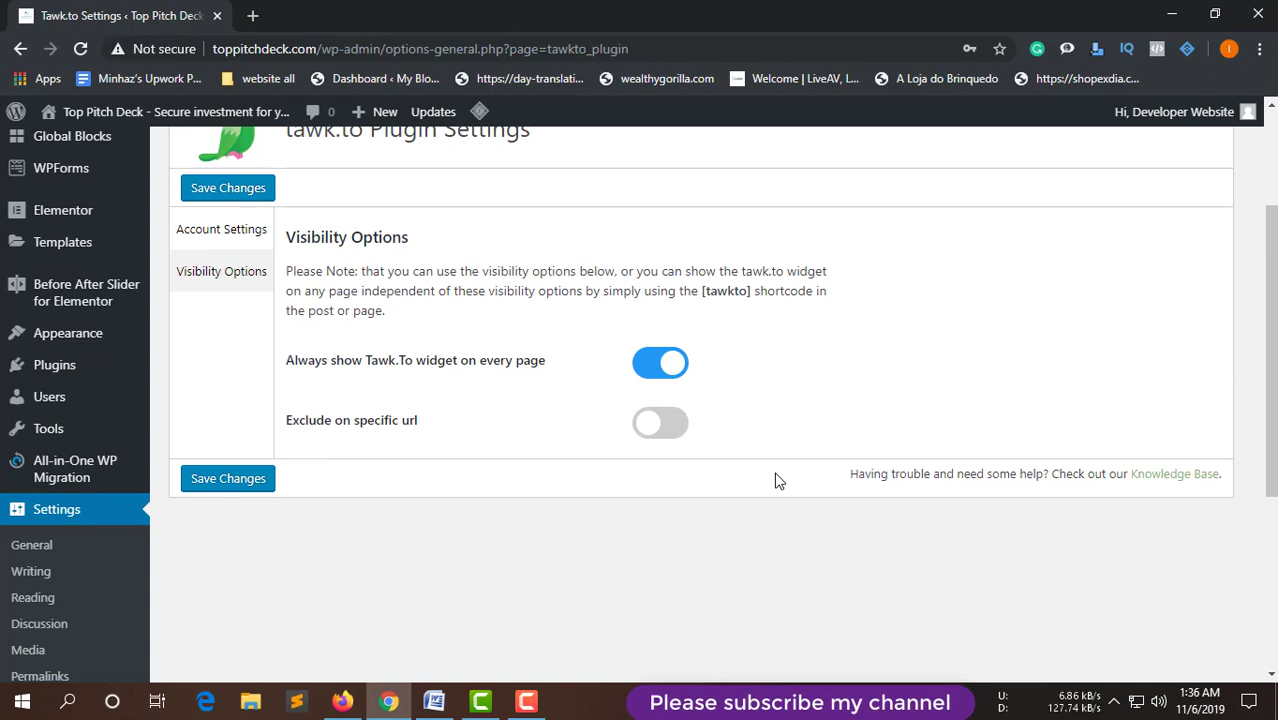 Tawk.to Settings ‹ Top Pitch Deck
Not secure
toppitchdeck.com/wp-admin/options-general.php?page=tawkto_plugin
Apps
Minhaz's Upwork P...
website all
Dashboard ‹ My Blo...
https://day-translati...
wealthygorilla.com
Welcome | LiveAV, L...
A Loja do Brinquedo
https://shopexdia.c...
Top Pitch Deck - Secure investment for y...
0
New
Updates
Hi, Developer Website
Global Blocks
WPForms
Elementor
Templates
Before After Slider
for Elementor
Appearance
Plugins
Users
Tools
All-in-One WP
Migration
Settings
General
Writing
Reading
Discussion
Media
Permalinks
tawk.to Plugin Settings
Save Changes
Account Settings
Visibility Options
Visibility Options
Please Note: that you can use the visibility options below, or you can show the tawk.to widget
on any page independent of these visibility options by simply using the [tawkto] shortcode in
the post or page.
Always show Tawk.To widget on every page
Exclude on specific url
Save Changes
Having trouble and need some help? Check out our Knowledge Base.
Please subscribe my channel
U:
D:
6.86 kB/s
127.74 kB/s
1:36 AM
11/6/2019